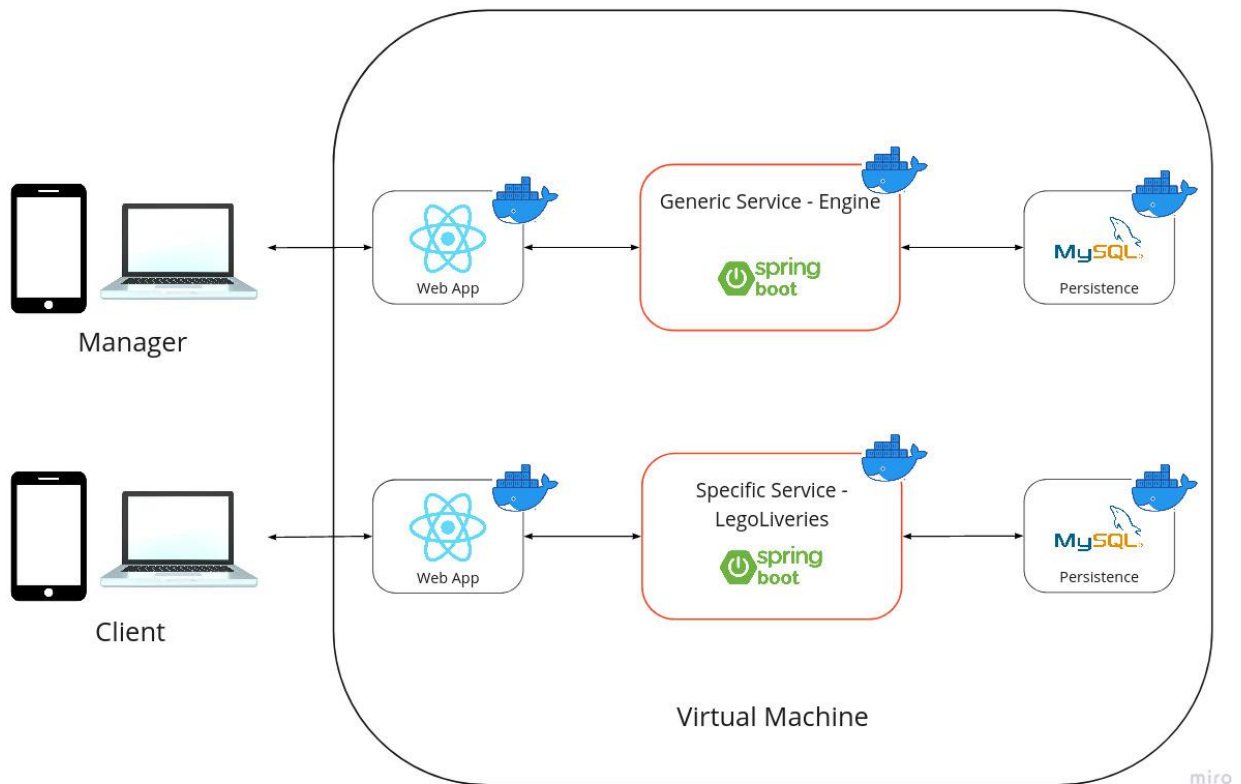 Generic Service - Engine
spring
boot
Web App
MySQL
Persistence
Manager
Specific Service -
LegoLiveries
spring
boot
Web App
MySQL
Persistence
Client
Virtual Machine
miro